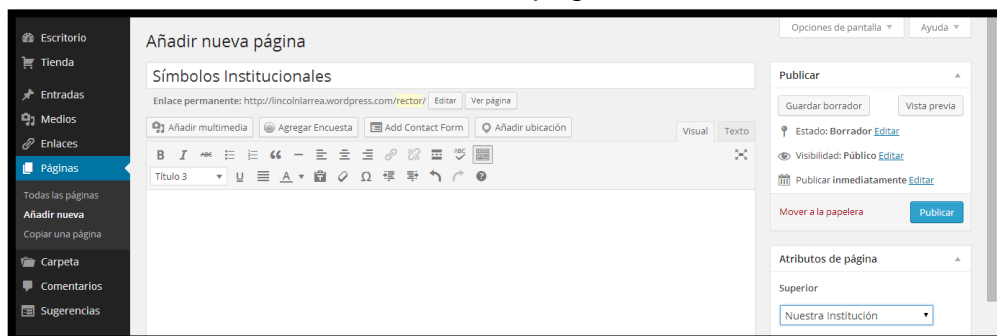 Escritorio
Tienda
Entradas
Medios
Enlaces
Páginas
Todas las páginas
Añadir nueva
Copiar una página
Carpeta
Comentarios
Sugerencias
Opciones de pantalla
Ayuda
Añadir nueva página
Símbolos Institucionales
Enlace permanente: http://lincolnlarrea.wordpress.com/rector/ Editar Ver página
Añadir multimedia Agregar Encuesta Add Contact Form Añadir ubicación
Visual Texto
B I ABC
Título 3 U A Ω
Publicar
Guardar borrador Vista previa
Estado: Borrador Editar
Visibilidad: Público Editar
Publicar inmediatamente Editar
Mover a la papelera Publicar
Atributos de página
Superior
Nuestra Institución